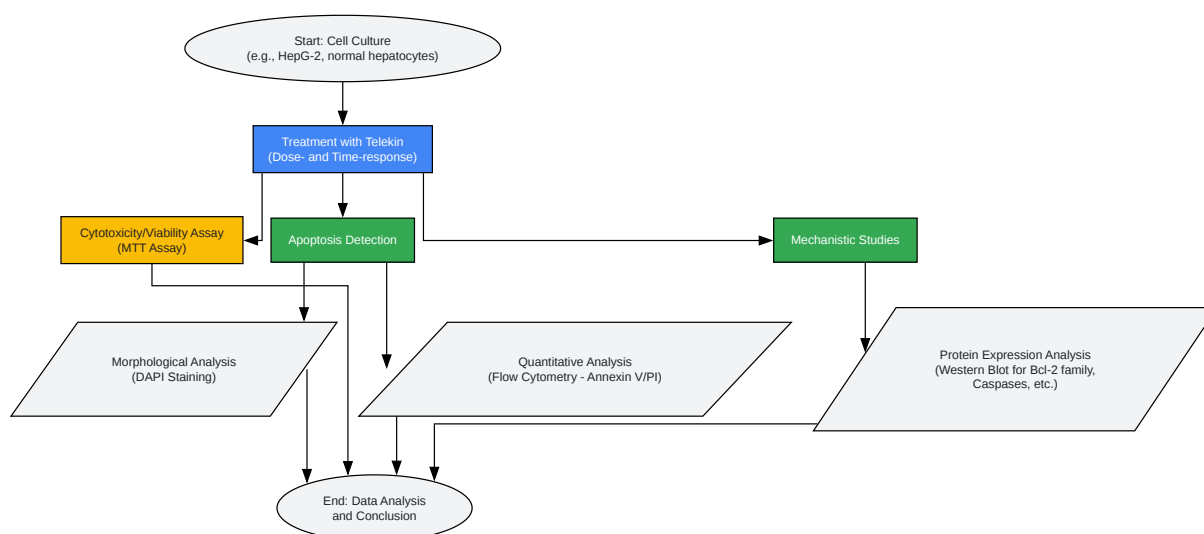 Start: Cell Culture
(e.g., HepG-2, normal hepatocytes)
Treatment with Telekin
(Dose- and Time-response)
Cytotoxicity/Viability Assay
(MTT Assay)
Apoptosis Detection
Mechanistic Studies
Morphological Analysis
(DAPI Staining)
Quantitative Analysis
(Flow Cytometry - Annexin V/PI)
Protein Expression Analysis
(Western Blot for Bcl-2 family,
Caspases, etc.)
End: Data Analysis
and Conclusion